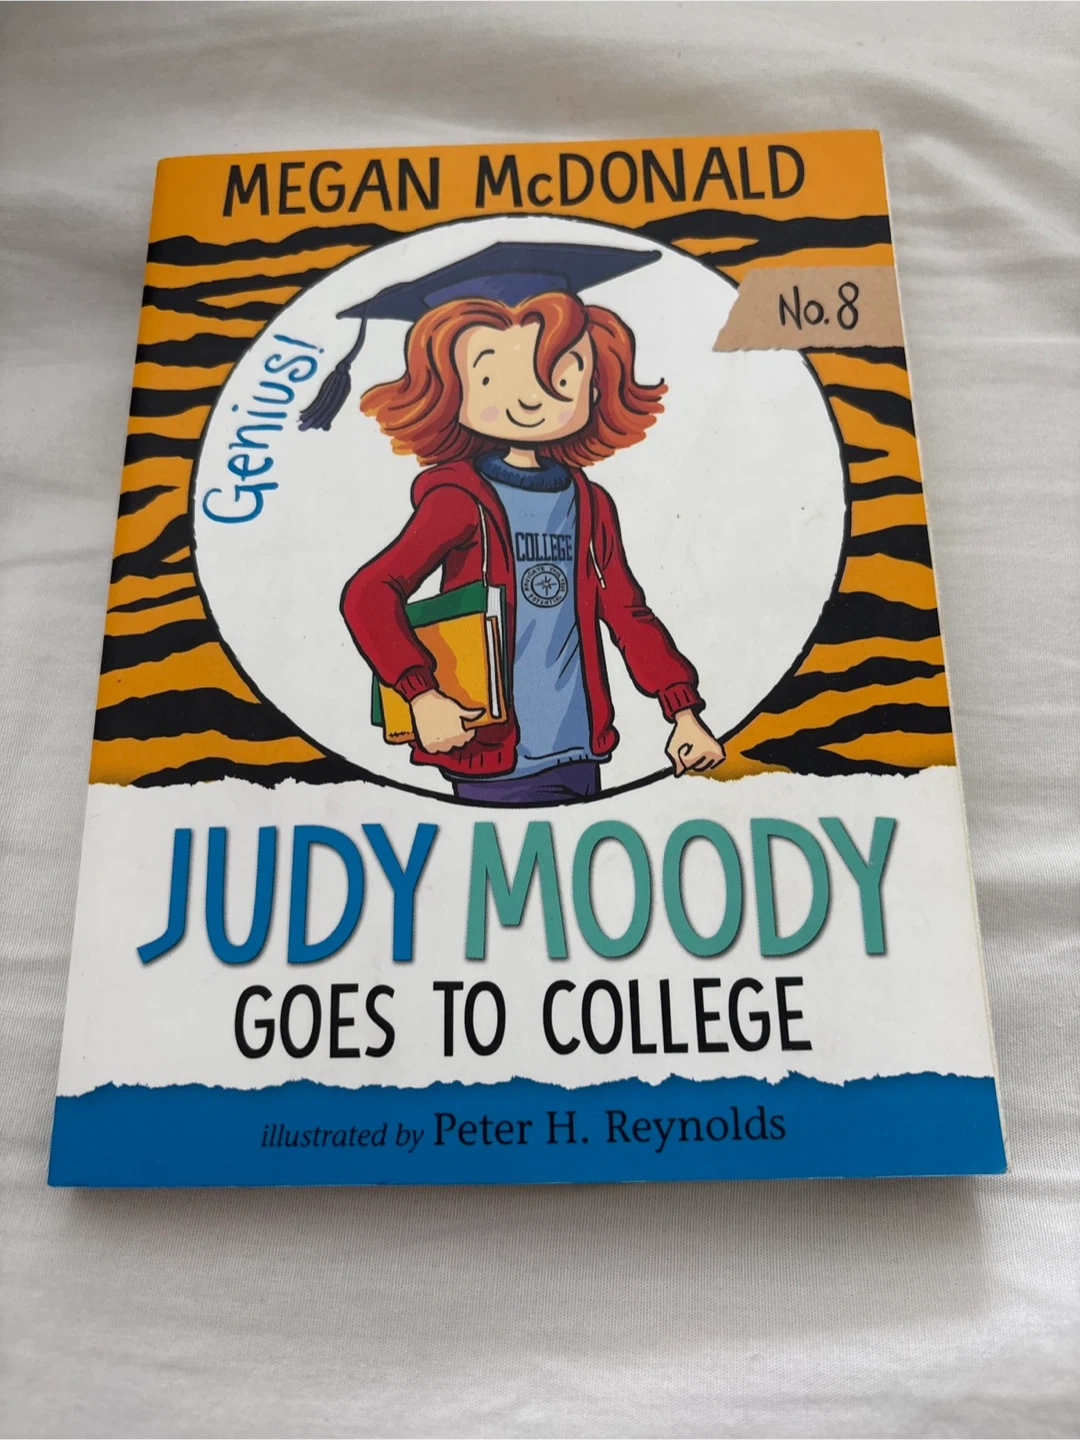 MEGAN McDONALD
No.8
Genius!
COLLEGE
JUDY MOODY
GOES TO COLLEGE
illustrated by Peter H. Reynolds